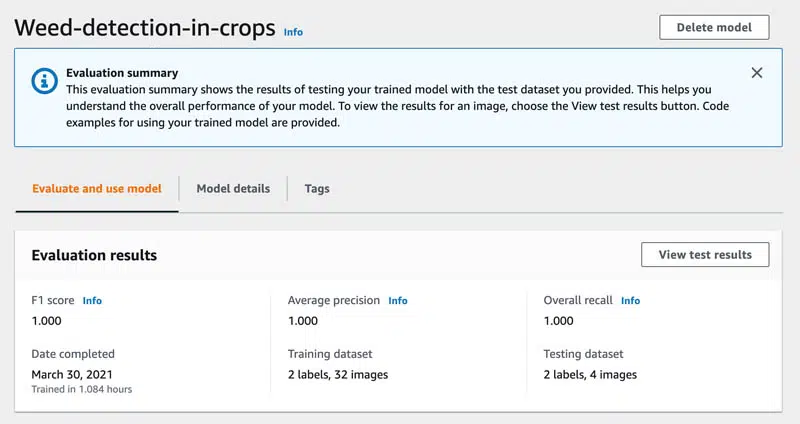 Weed-detection-in-crops Info
Delete model
Evaluation summary
This evaluation summary shows the results of testing your trained model with the test dataset you provided. This helps you
understand the overall performance of your model. To view the results for an image, choose the View test results button. Code
examples for using your trained model are provided.
Evaluate and use model
Model details
Tags
Evaluation results
View test results
F1 score Info
Average precision Info
Overall recall Info
1.000
1.000
1.000
Date completed
Training dataset
Testing dataset
March 30, 2021
2 labels, 32 images
2 labels, 4 images
Trained in 1.084 hours